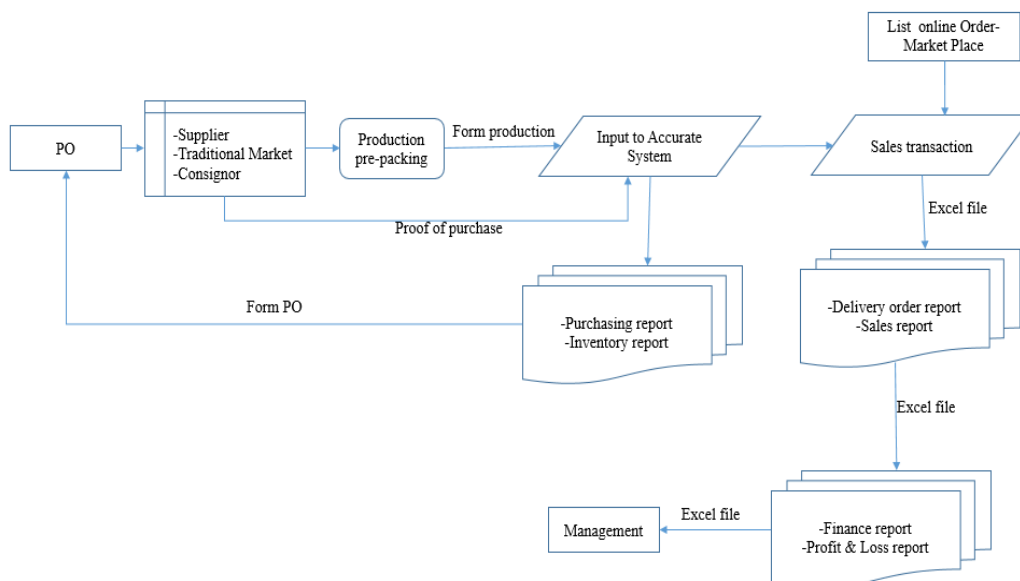 List online Order-
Market Place
PO
-Supplier
-Traditional Market
-Consignor
Production
pre-packing
Form production
Input to Accurate
System
Sales transaction
Proof of purchase
Excel file
Form PO
-Purchasing report
-Inventory report
-Delivery order report
-Sales report
Excel file
Management
Excel file
-Finance report
-Profit & Loss report